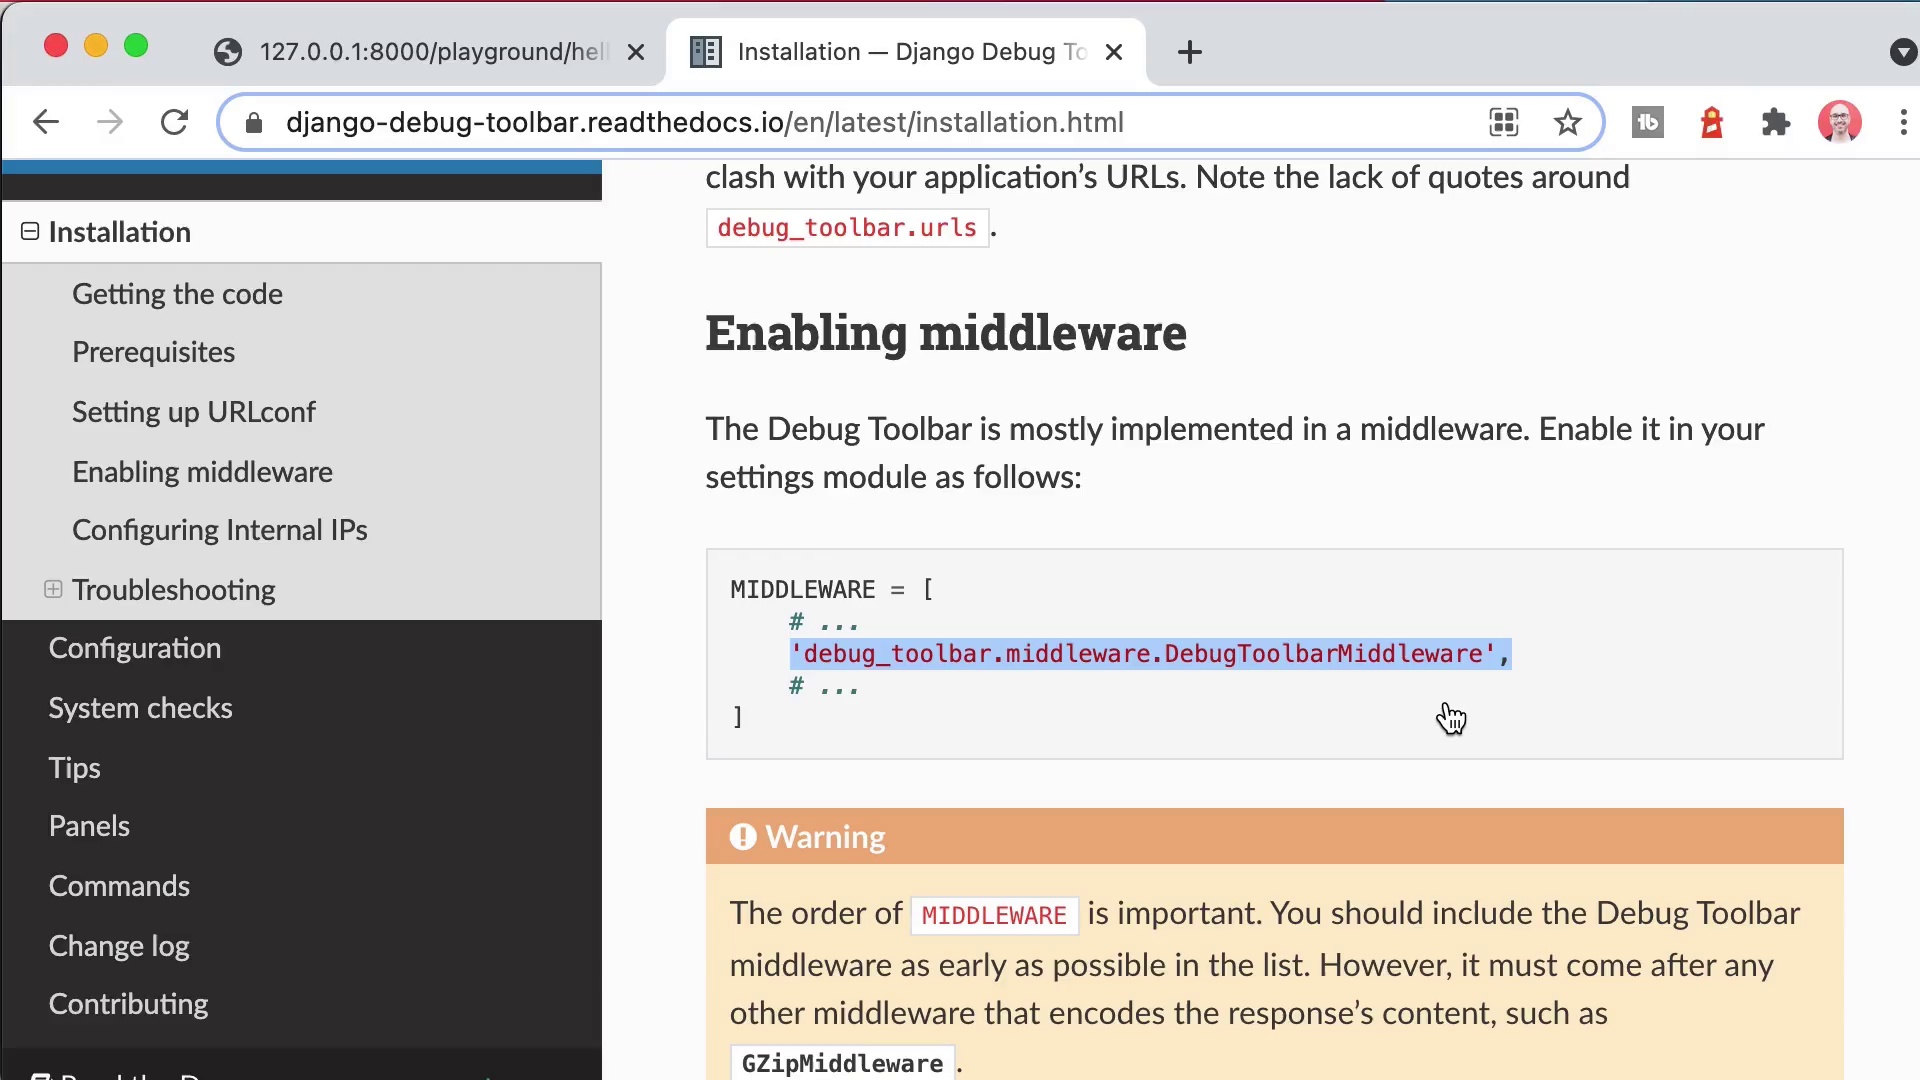 127.0.0.1:8000/playground/hell
Installation — Django Debug To
django-debug-toolbar.readthedocs.io/en/latest/installation.html
Installation
Getting the code
Prerequisites
Setting up URLconf
Enabling middleware
Configuring Internal IPs
Troubleshooting
Configuration
System checks
Tips
Panels
Commands
Change log
Contributing
clash with your application’s URLs. Note the lack of quotes around
debug_toolbar.urls.
Enabling middleware
The Debug Toolbar is mostly implemented in a middleware. Enable it in your
settings module as follows:
MIDDLEWARE = [
# ...
'debug_toolbar.middleware.DebugToolbarMiddleware',
# ...
]
Warning
The order of MIDDLEWARE is important. You should include the Debug Toolbar
middleware as early as possible in the list. However, it must come after any
other middleware that encodes the response’s content, such as
GZipMiddleware.